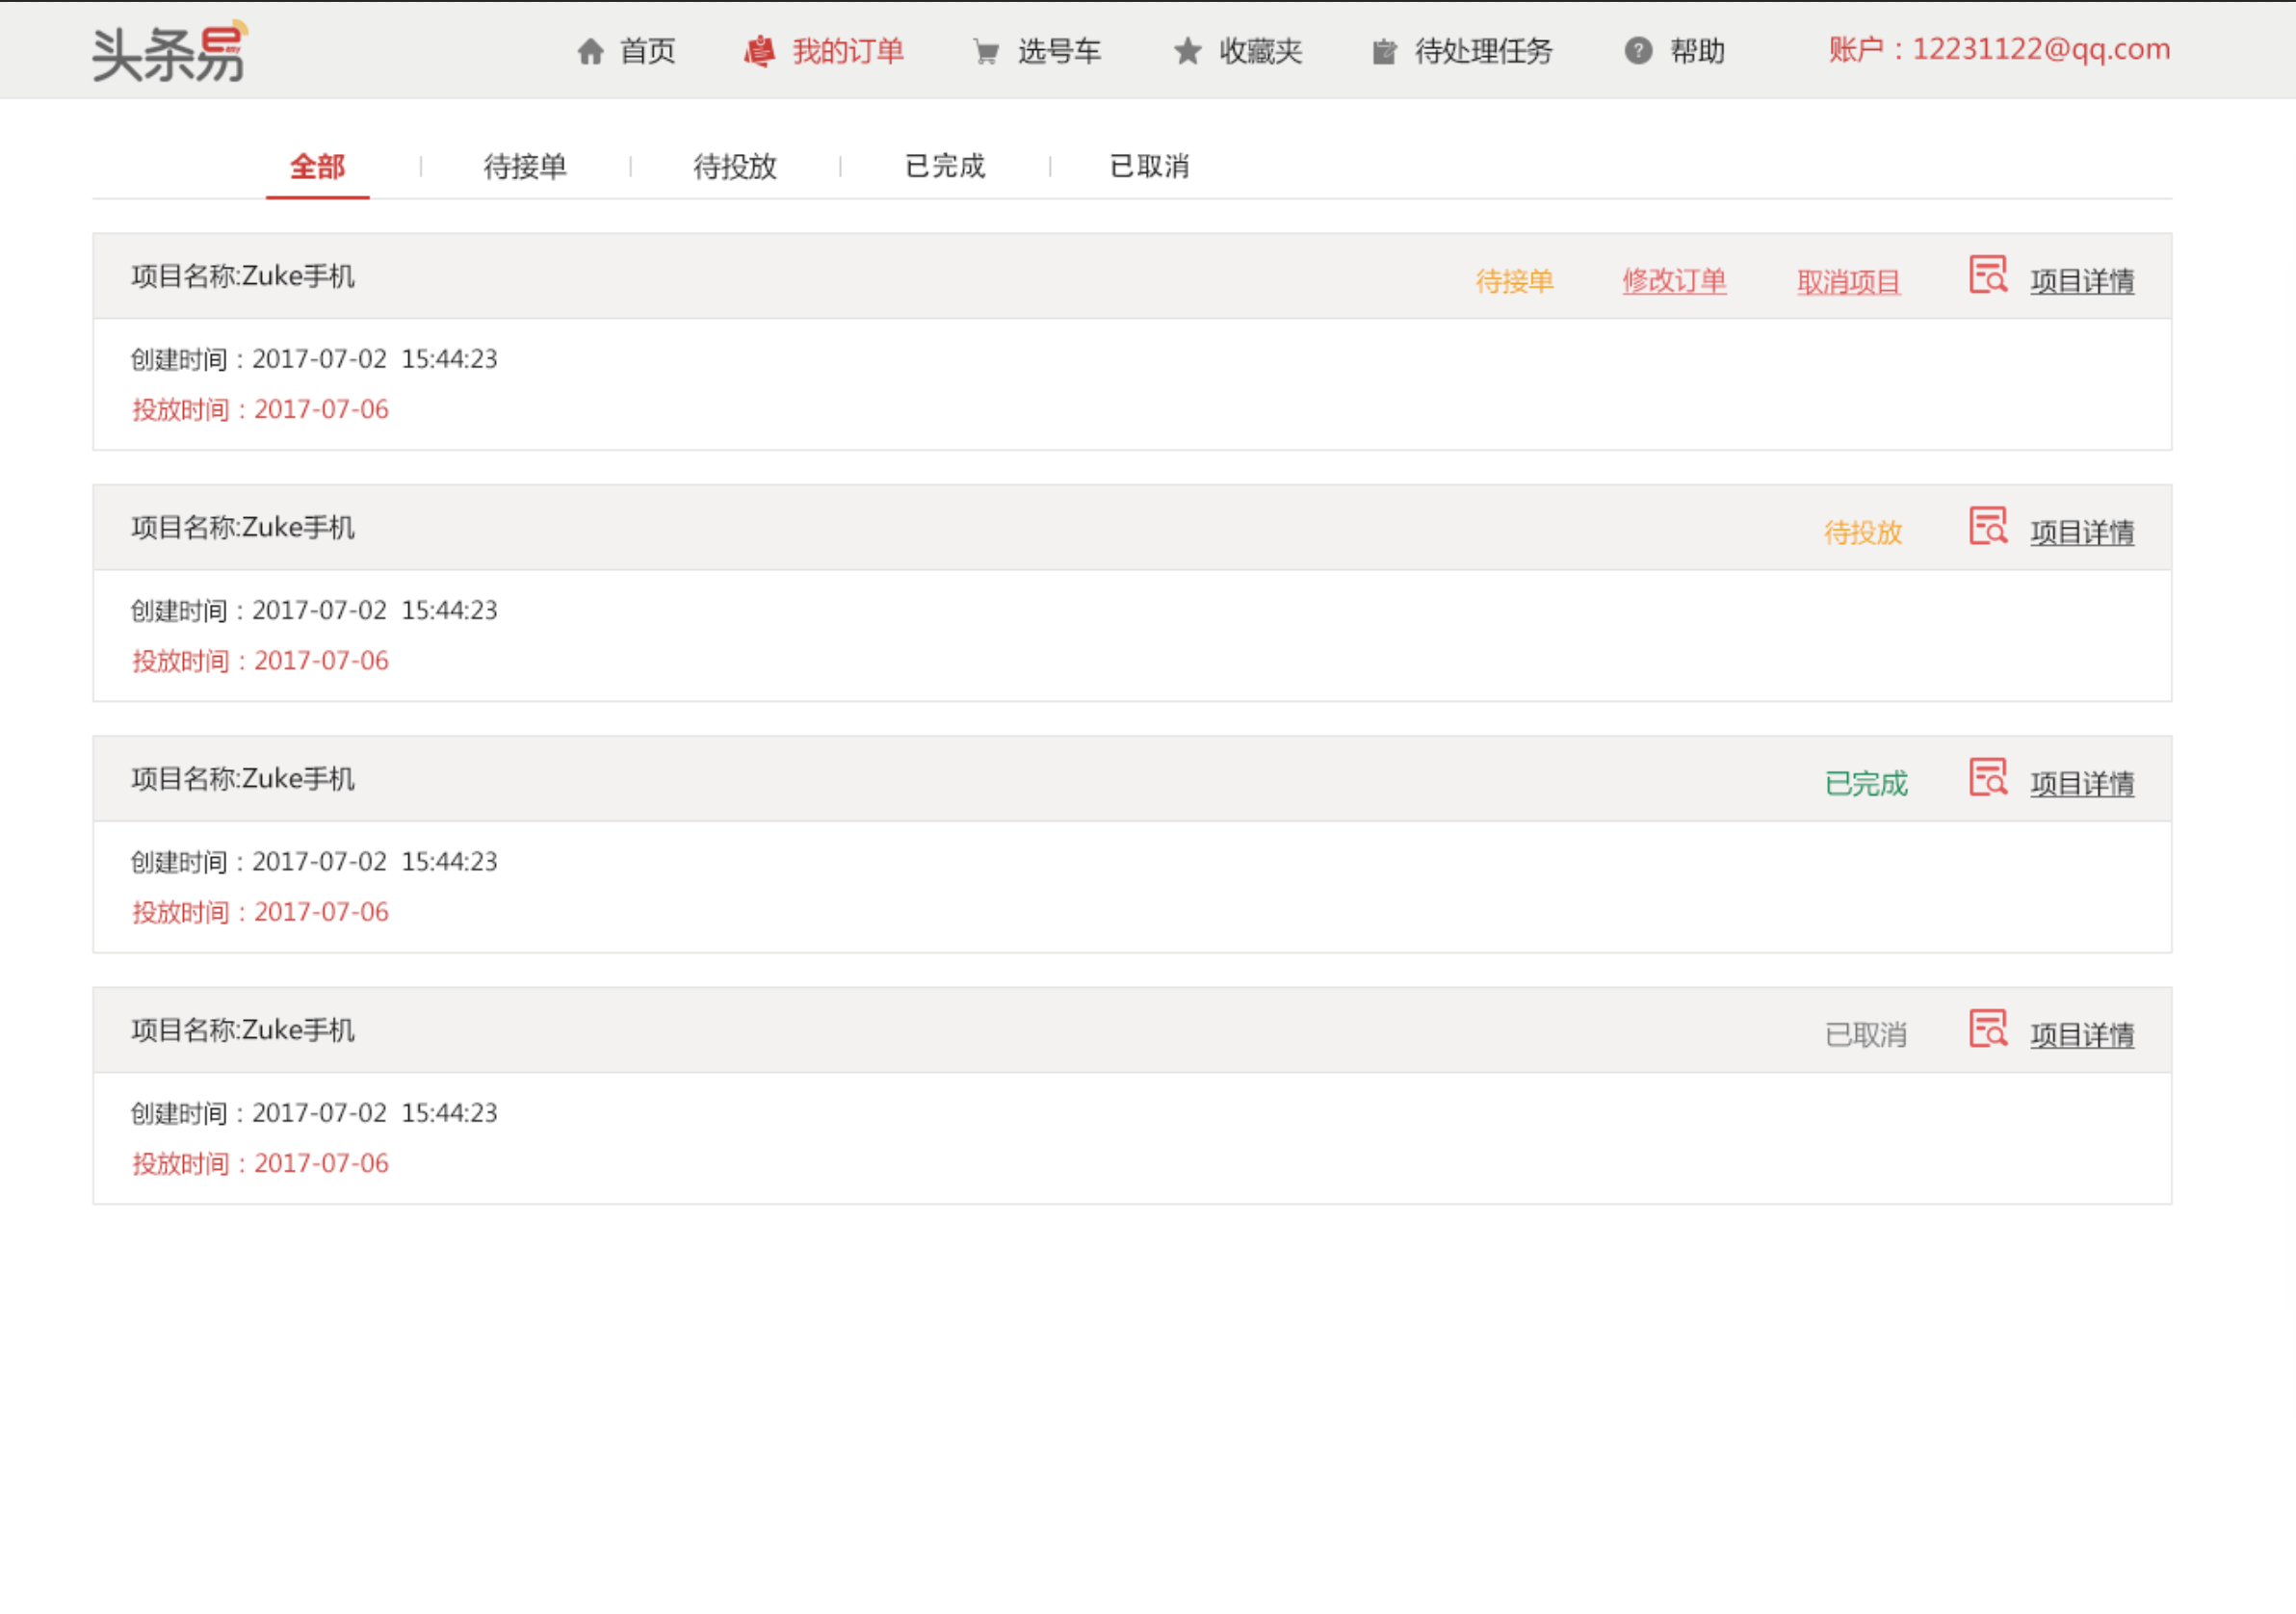 头条易
首页 我的订单 选号车 收藏夹 待处理任务 帮助 账户：12231122@qq.com
全部 待接单 待投放 已完成 已取消
项目名称:Zuke手机 待接单 修改订单 取消项目 项目详情
创建时间：2017-07-02 15:44:23
投放时间：2017-07-06
项目名称:Zuke手机 待投放 项目详情
创建时间：2017-07-02 15:44:23
投放时间：2017-07-06
项目名称:Zuke手机 已完成 项目详情
创建时间：2017-07-02 15:44:23
投放时间：2017-07-06
项目名称:Zuke手机 已取消 项目详情
创建时间：2017-07-02 15:44:23
投放时间：2017-07-06